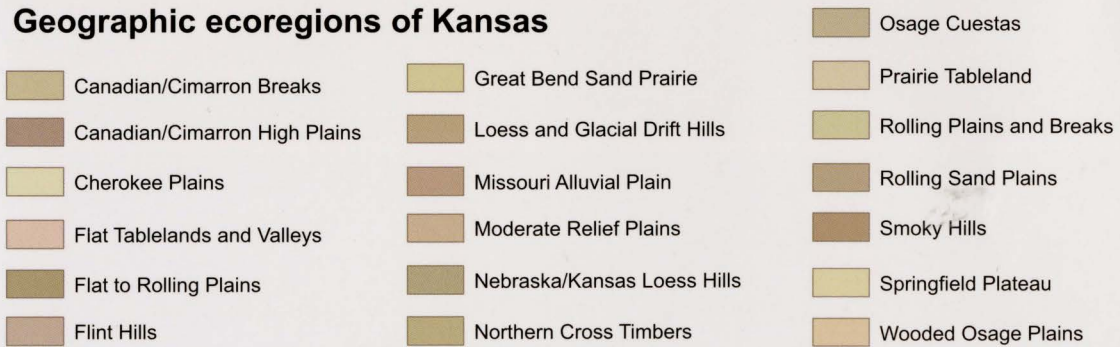 Geographic ecoregions of Kansas
Canadian/Cimarron Breaks
Canadian/Cimarron High Plains
Cherokee Plains
Flat Tablelands and Valleys
Flat to Rolling Plains
Flint Hills
Great Bend Sand Prairie
Loess and Glacial Drift Hills
Missouri Alluvial Plain
Moderate Relief Plains
Nebraska/Kansas Loess Hills
Northern Cross Timbers
Osage Cuestas
Prairie Tableland
Rolling Plains and Breaks
Rolling Sand Plains
Smoky Hills
Springfield Plateau
Wooded Osage Plains